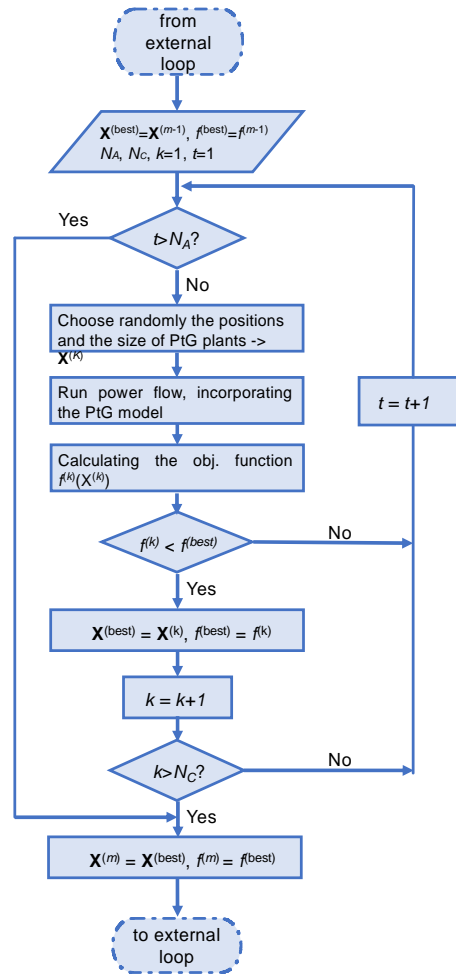 from
external
loop
X(best)=X(m-1), f(best)=f(m-1)
NA, NC, k=1, t=1
Yes
t>NA?
No
Choose randomly the positions
and the size of PtG plants ->
X(K)
Run power flow, incorporating
the PtG model
t = t+1
Calculating the obj. function
f(k)(X(k))
f(k) < f(best)
No
Yes
X(best) = X(k), f(best) = f(k)
k = k+1
k>NC?
No
Yes
X(m) = X(best), f(m) = f(best)
to external
loop